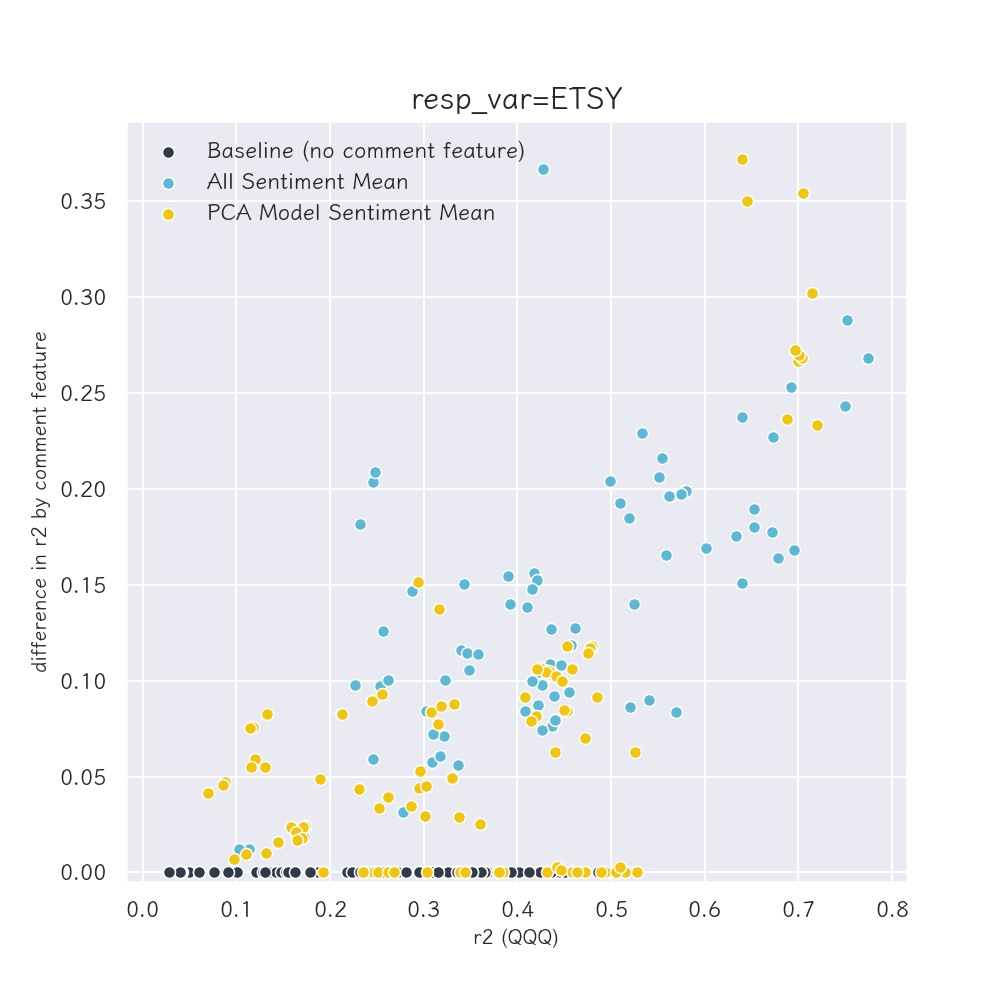 resp_var=ETSY
Baseline (no comment feature)
All Sentiment Mean
PCA Model Sentiment Mean
difference in r2 by comment feature
0.35
0.30
0.25
0.20
0.15
0.10
0.05
0.00
0.0 0.1 0.2 0.3 0.4 0.5 0.6 0.7 0.8
r2 (QQQ)